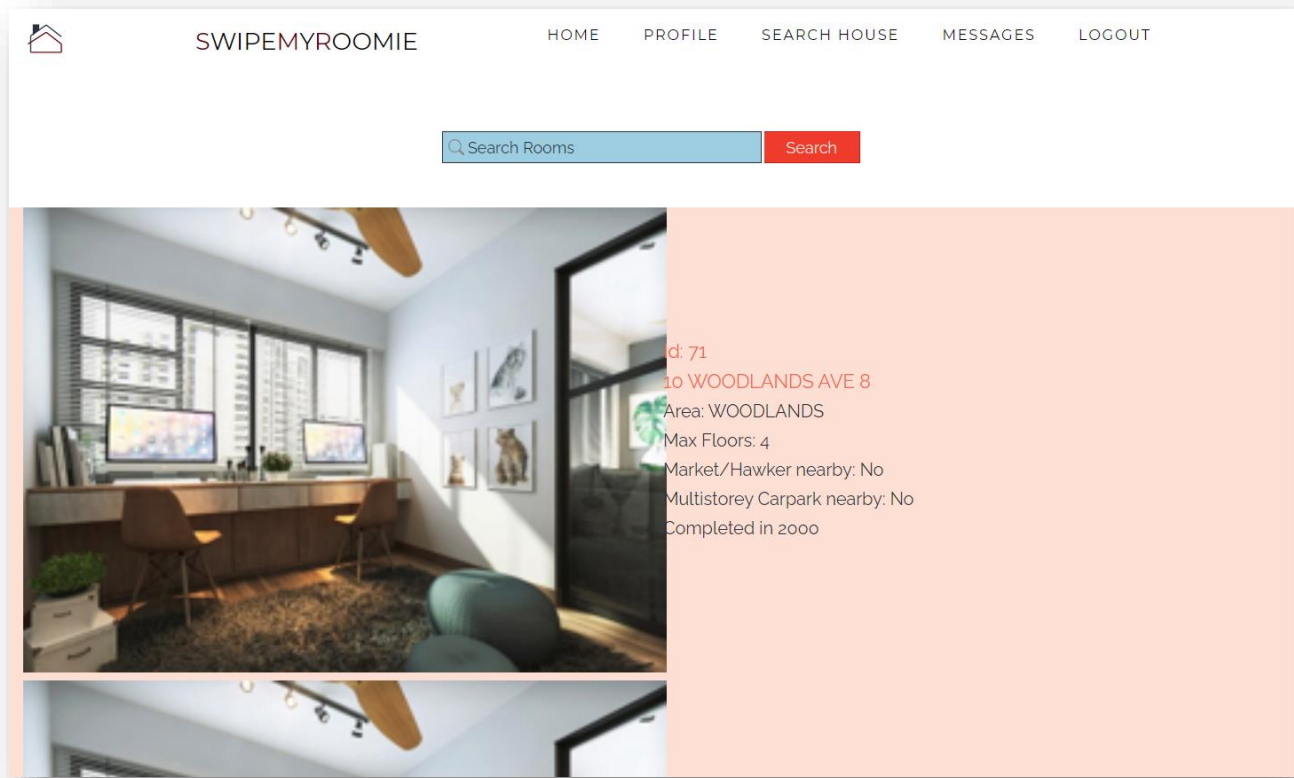 SWIPEMYROOMIE
HOME PROFILE SEARCH HOUSE MESSAGES LOGOUT
Search Rooms Search
Id: 71
10 WOODLANDS AVE 8
Area: WOODLANDS
Max Floors: 4
Market/Hawker nearby: No
Multistorey Carpark nearby: No
Completed in 2000